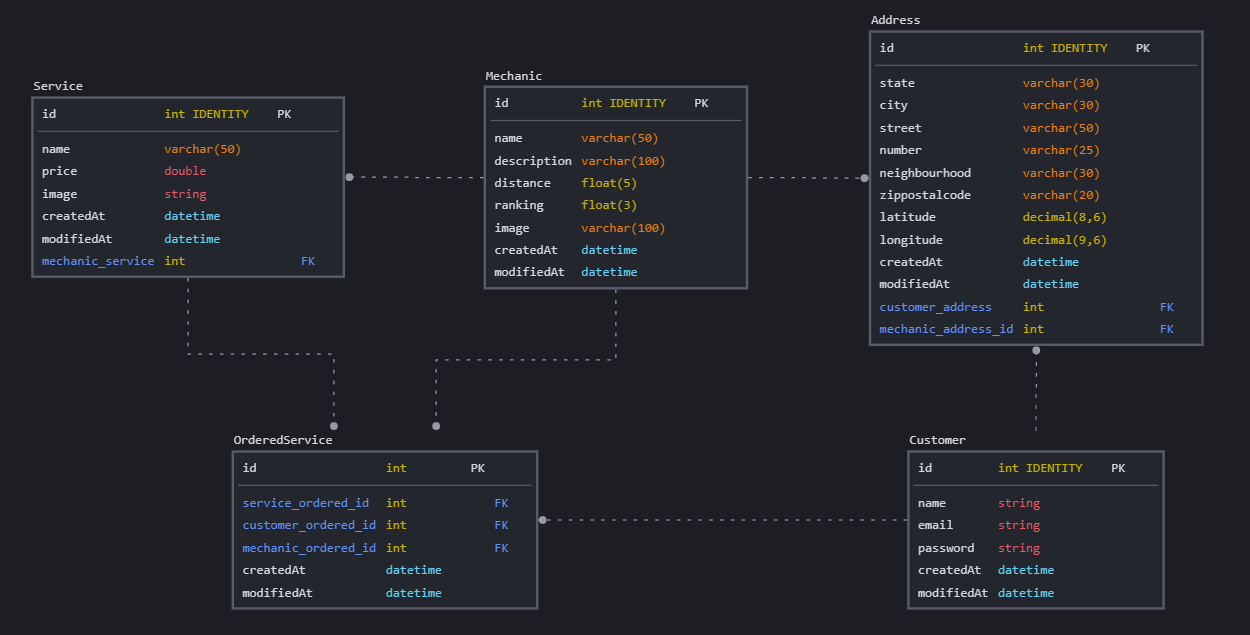 Service
id int IDENTITY PK
name varchar(50)
price double
image string
createdAt datetime
modifiedAt datetime
mechanic_service int FK
Mechanic
id int IDENTITY PK
name varchar(50)
description varchar(100)
distance float(5)
ranking float(3)
image varchar(100)
createdAt datetime
modifiedAt datetime
Address
id int IDENTITY PK
state varchar(30)
city varchar(30)
street varchar(50)
number varchar(25)
neighbourhood varchar(30)
zippostalcode varchar(20)
latitude decimal(8,6)
longitude decimal(9,6)
createdAt datetime
modifiedAt datetime
customer_address int FK
mechanic_address_id int FK
OrderedService
id int PK
service_ordered_id int FK
customer_ordered_id int FK
mechanic_ordered_id int FK
createdAt datetime
modifiedAt datetime
Customer
id int IDENTITY PK
name string
email string
password string
createdAt datetime
modifiedAt datetime